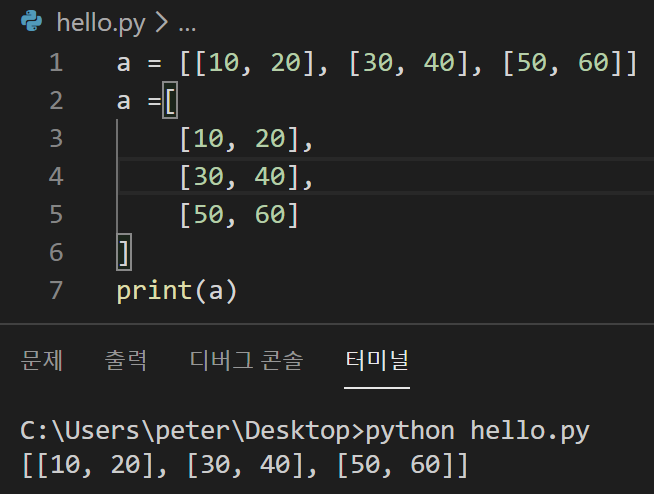 hello.py > ...
1 a = [[10, 20], [30, 40], [50, 60]]
2 a =[
3     [10, 20],
4     [30, 40],
5     [50, 60]
6 ]
7 print(a)
문제 출력 디버그 콘솔 터미널
C:\Users\peter\Desktop>python hello.py
[[10, 20], [30, 40], [50, 60]]